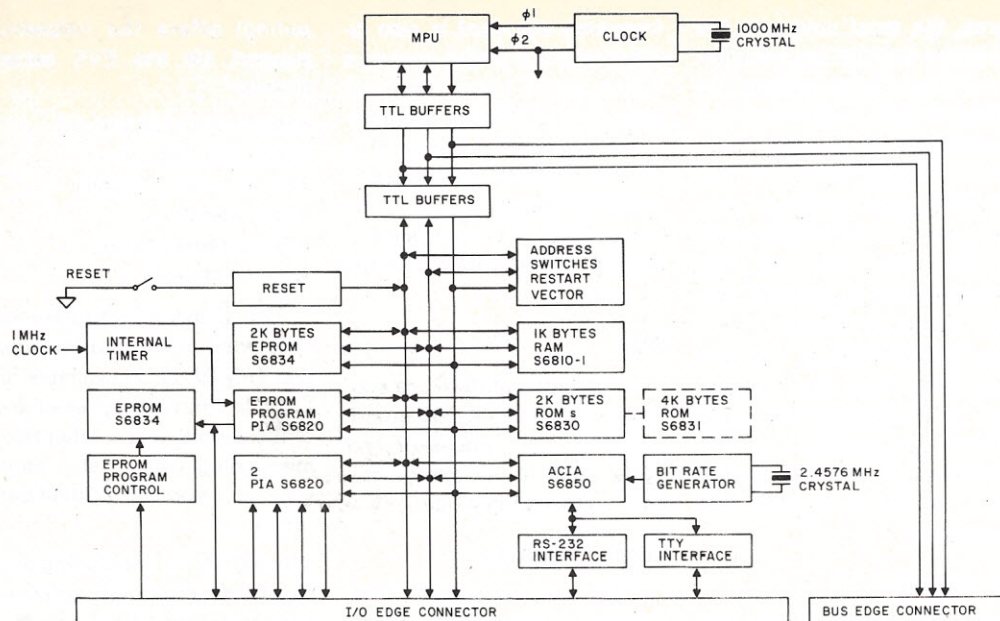 φ1
φ2
MPU
CLOCK
1000 MHz
CRYSTAL
TTL BUFFERS
TTL BUFFERS
ADDRESS
SWITCHES
RESTART
VECTOR
RESET
RESET
1MHz
CLOCK
INTERNAL
TIMER
2K BYTES
EPROM
S6834
1K BYTES
RAM
S6810-1
EPROM
S6834
EPROM
PROGRAM
PIA S6820
2K BYTES
ROM s
S6830
4K BYTES
ROM
S6831
EPROM
PROGRAM
CONTROL
2
PIA S6820
ACIA
S6850
BIT RATE
GENERATOR
2.4576 MHz
CRYSTAL
RS-232
INTERFACE
TTY
INTERFACE
I/O EDGE CONNECTOR
BUS EDGE CONNECTOR